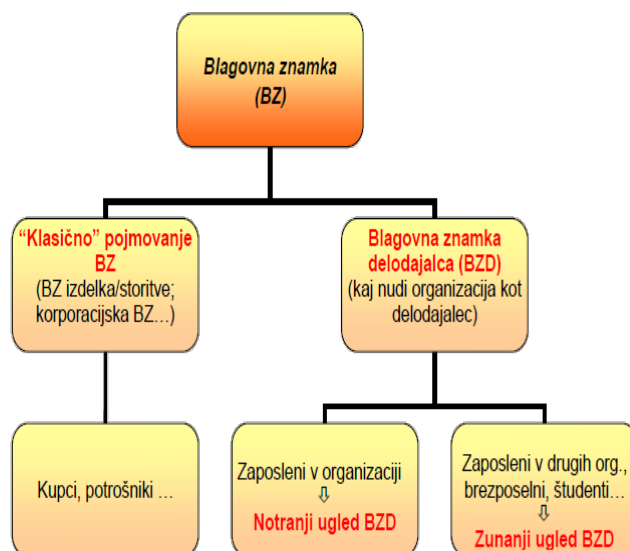 Blagovna znamka
(BZ)
“Klasično” pojmovanje
BZ
(BZ izdelka/storitve;
korporacijska BZ…)
Blagovna znamka
delodajalca (BZD)
(kaj nudi organizacija kot
delodajalec)
Kupci, potrošniki …
Zaposleni v organizaciji
⇩
Notranji ugled BZD
Zaposleni v drugih org.,
brezposelni, študenti…
⇩
Zunanji ugled BZD